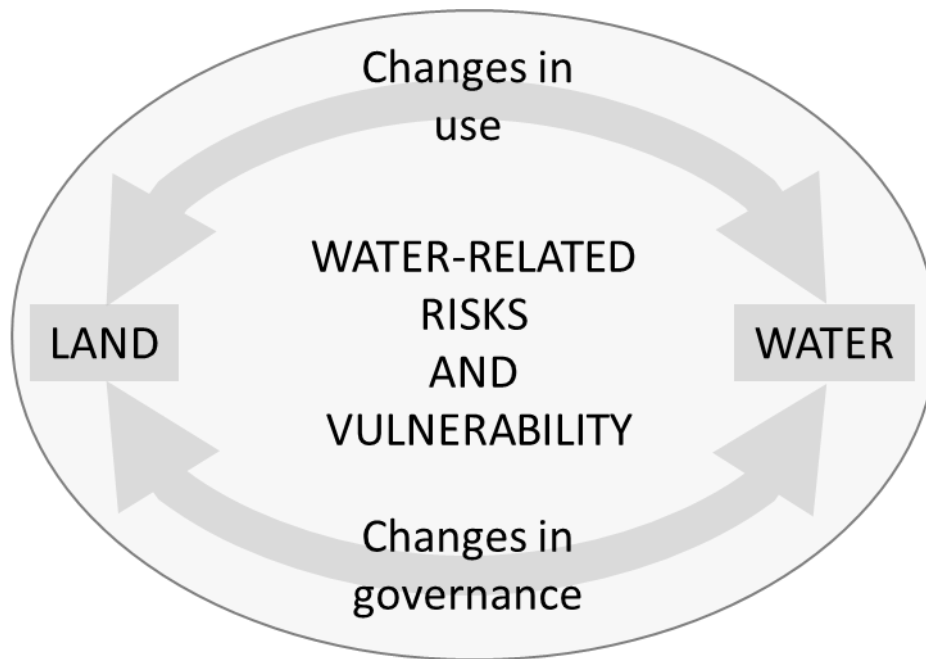 Changes in
use
WATER-RELATED
RISKS
AND
VULNERABILITY
LAND
WATER
Changes in
governance